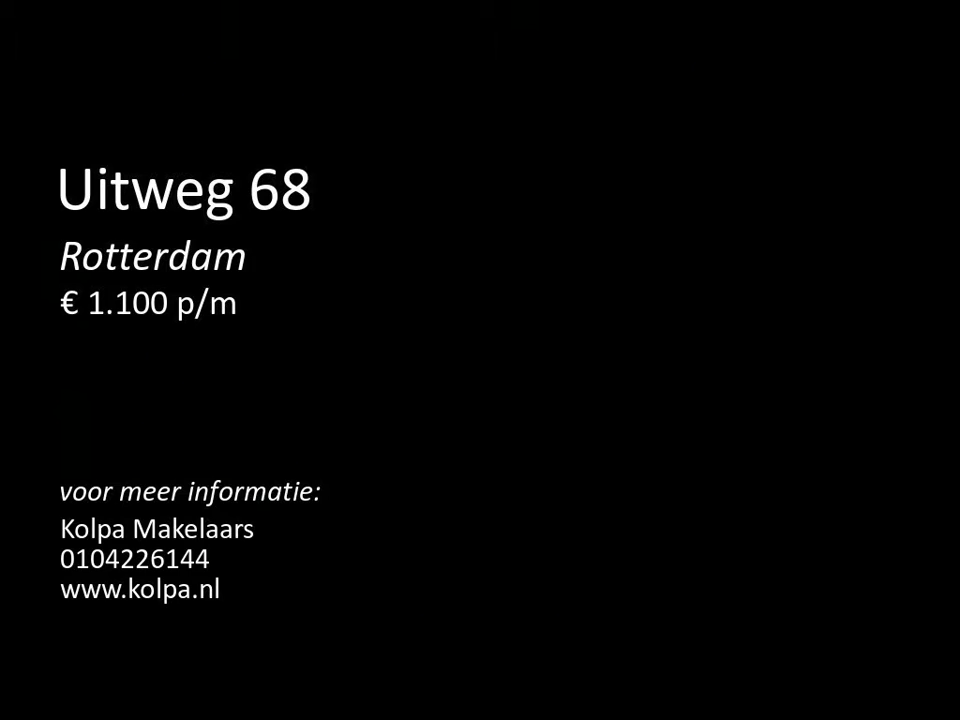 Uitweg 68
Rotterdam
€ 1.100 p/m
voor meer informatie:
Kolpa Makelaars
0104226144
www.kolpa.nl